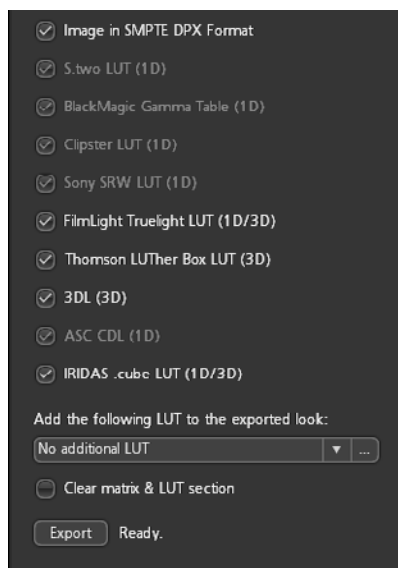 Image in SMPTE DPX Format
S.two LUT (1D)
BlackMagic Gamma Table (1D)
Clipster LUT (1D)
Sony SRW LUT (1D)
FilmLight Truelight LUT (1D/3D)
Thomson LUTher Box LUT (3D)
3DL (3D)
ASC CDL (1D)
IRIDAS .cube LUT (1D/3D)
Add the following LUT to the exported look:
No additional LUT ...
Clear matrix & LUT section
Export Ready.